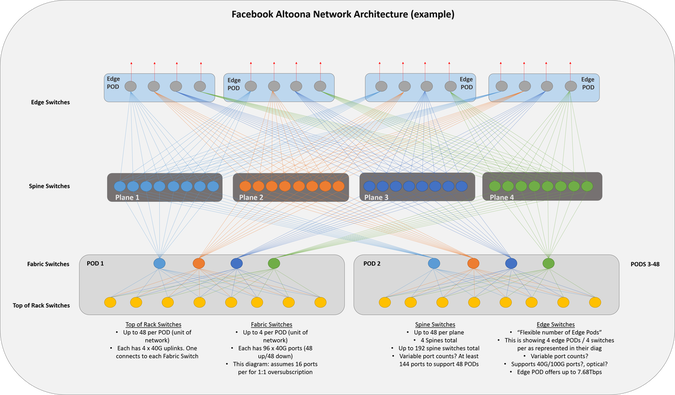 Facebook Altoona Network Architecture (example)
Edge
POD
Edge
POD
Edge
POD
Edge
POD
Edge Switches
Spine Switches
Plane 1
Plane 2
Plane 3
Plane 4
Fabric Switches
POD 1
POD 2
PODS 3-48
Top of Rack Switches
Top of Rack Switches
• Up to 48 per POD (unit of
network)
• Each has 4 x 40G uplinks. One
connects to each Fabric Switch
Fabric Switches
• Up to 4 per POD (unit of
network)
• Each has 96 x 40G ports (48
up/48 down)
• This diagram: assumes 16 ports
per for 1:1 oversubscription
Spine Switches
• Up to 48 per plane
• 4 Spines total
• Up to 192 spine switches total
• Variable port counts? At least
144 ports to support 48 PODs
Edge Switches
• "Flexible number of Edge Pods"
• This is showing 4 edge PODs / 4 switches
per as represented in their diag
• Variable port counts?
• Supports 40G/100G ports?, optical?
• Edge POD offers up to 7.68Tbps